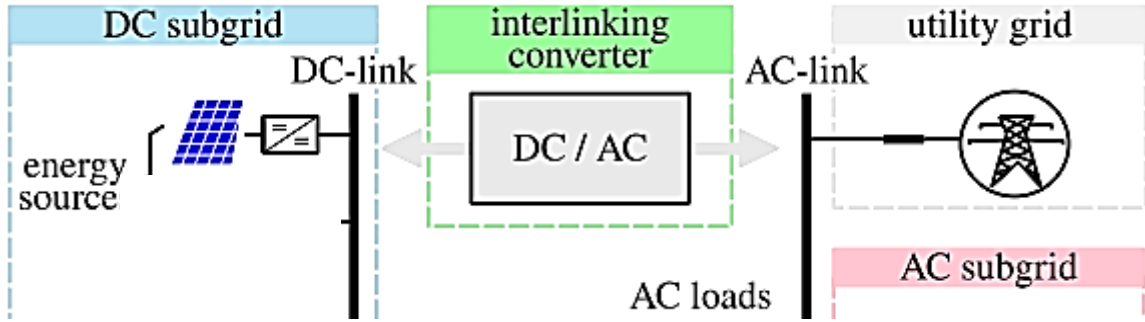 DC subgrid
interlinking
converter
utility grid
DC-link
AC-link
energy
source
DC / AC
AC subgrid
AC loads